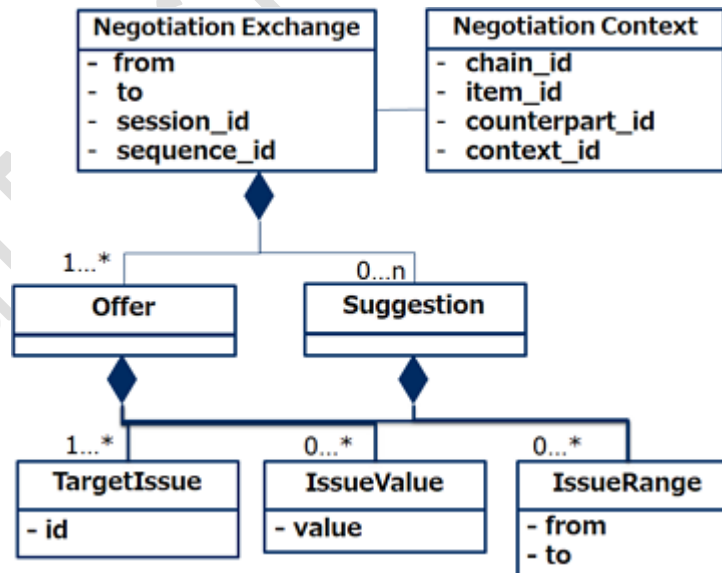 Negotiation Exchange
- from
- to
- session_id
- sequence_id
Negotiation Context
- chain_id
- item_id
- counterpart_id
- context_id
1...*
0...n
Offer
Suggestion
1...*
0...*
0...*
TargetIssue
- id
IssueValue
- value
IssueRange
- from
- to